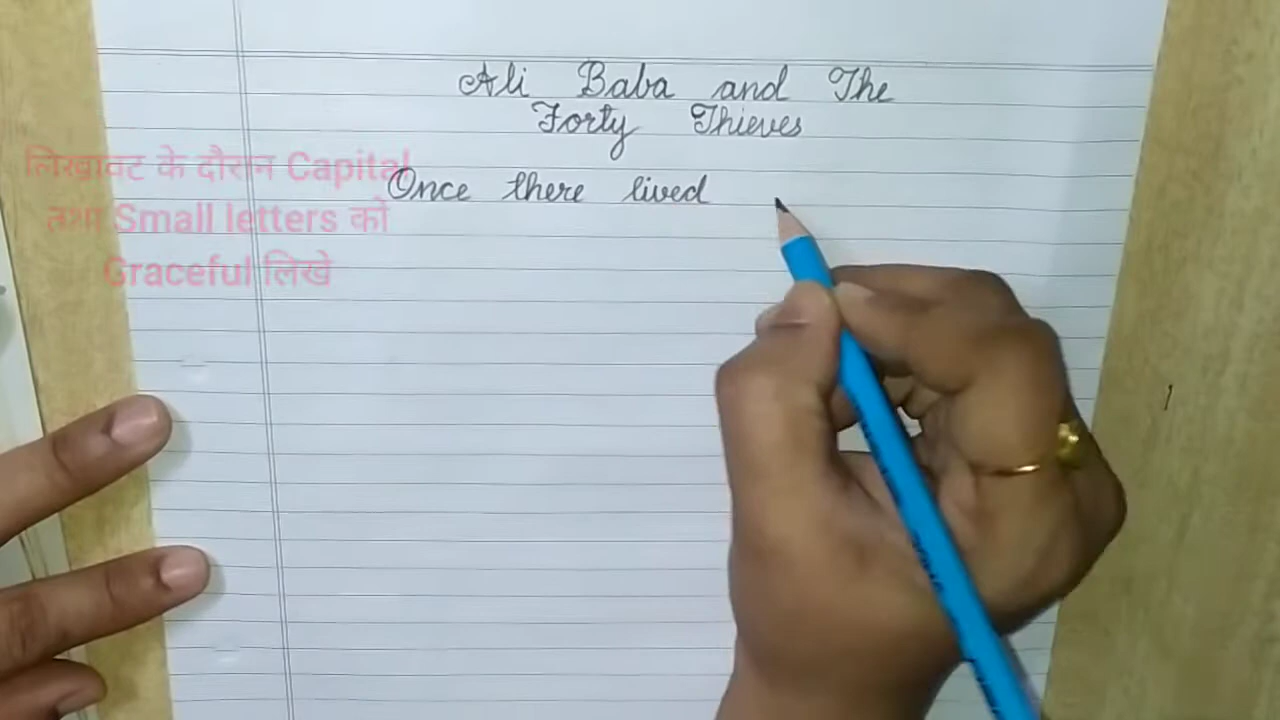 Ali Baba and The
Forty Thieves
Once there lived
लिखावट के दौरान Capital
तथा Small letters को
Graceful लिखे